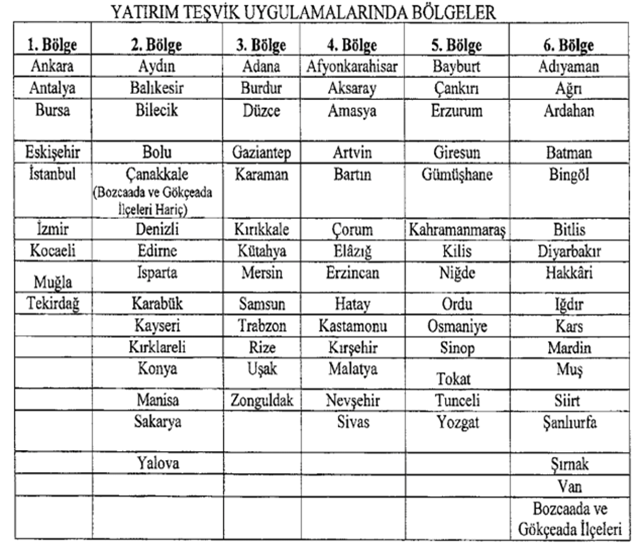 YATIRIM TEŞVİK UYGULAMALARINDA BÖLGELER
1. Bölge 2. Bölge 3. Bölge 4. Bölge 5. Bölge 6. Bölge
Ankara Aydın Adana Afyonkarahisar Bayburt Adıyaman
Antalya Balıkesir Burdur Aksaray Çankırı Ağrı
Bursa Bilecik Düzce Amasya Erzurum Ardahan
Eskişehir Bolu Gaziantep Artvin Giresun Batman
İstanbul Çanakkale Karaman Bartın Gümüşhane Bingöl
(Bozcaada ve Gökçeada
İlçeleri Hariç)
İzmir Denizli Kırıkkale Çorum Kahramanmaraş Bitlis
Kocaeli Edirne Kütahya Elâzığ Kilis Diyarbakır
Muğla Isparta Mersin Erzincan Niğde Hakkâri
Tekirdağ Karabük Samsun Hatay Ordu Iğdır
Kayseri Trabzon Kastamonu Osmaniye Kars
Kırklareli Rize Kırşehir Sinop Mardin
Konya Uşak Malatya Tokat Muş
Manisa Zonguldak Nevşehir Tunceli Siirt
Sakarya Sivas Yozgat Şanlıurfa
Yalova Şırnak
Van
Bozcaada ve
Gökçeada İlçeleri